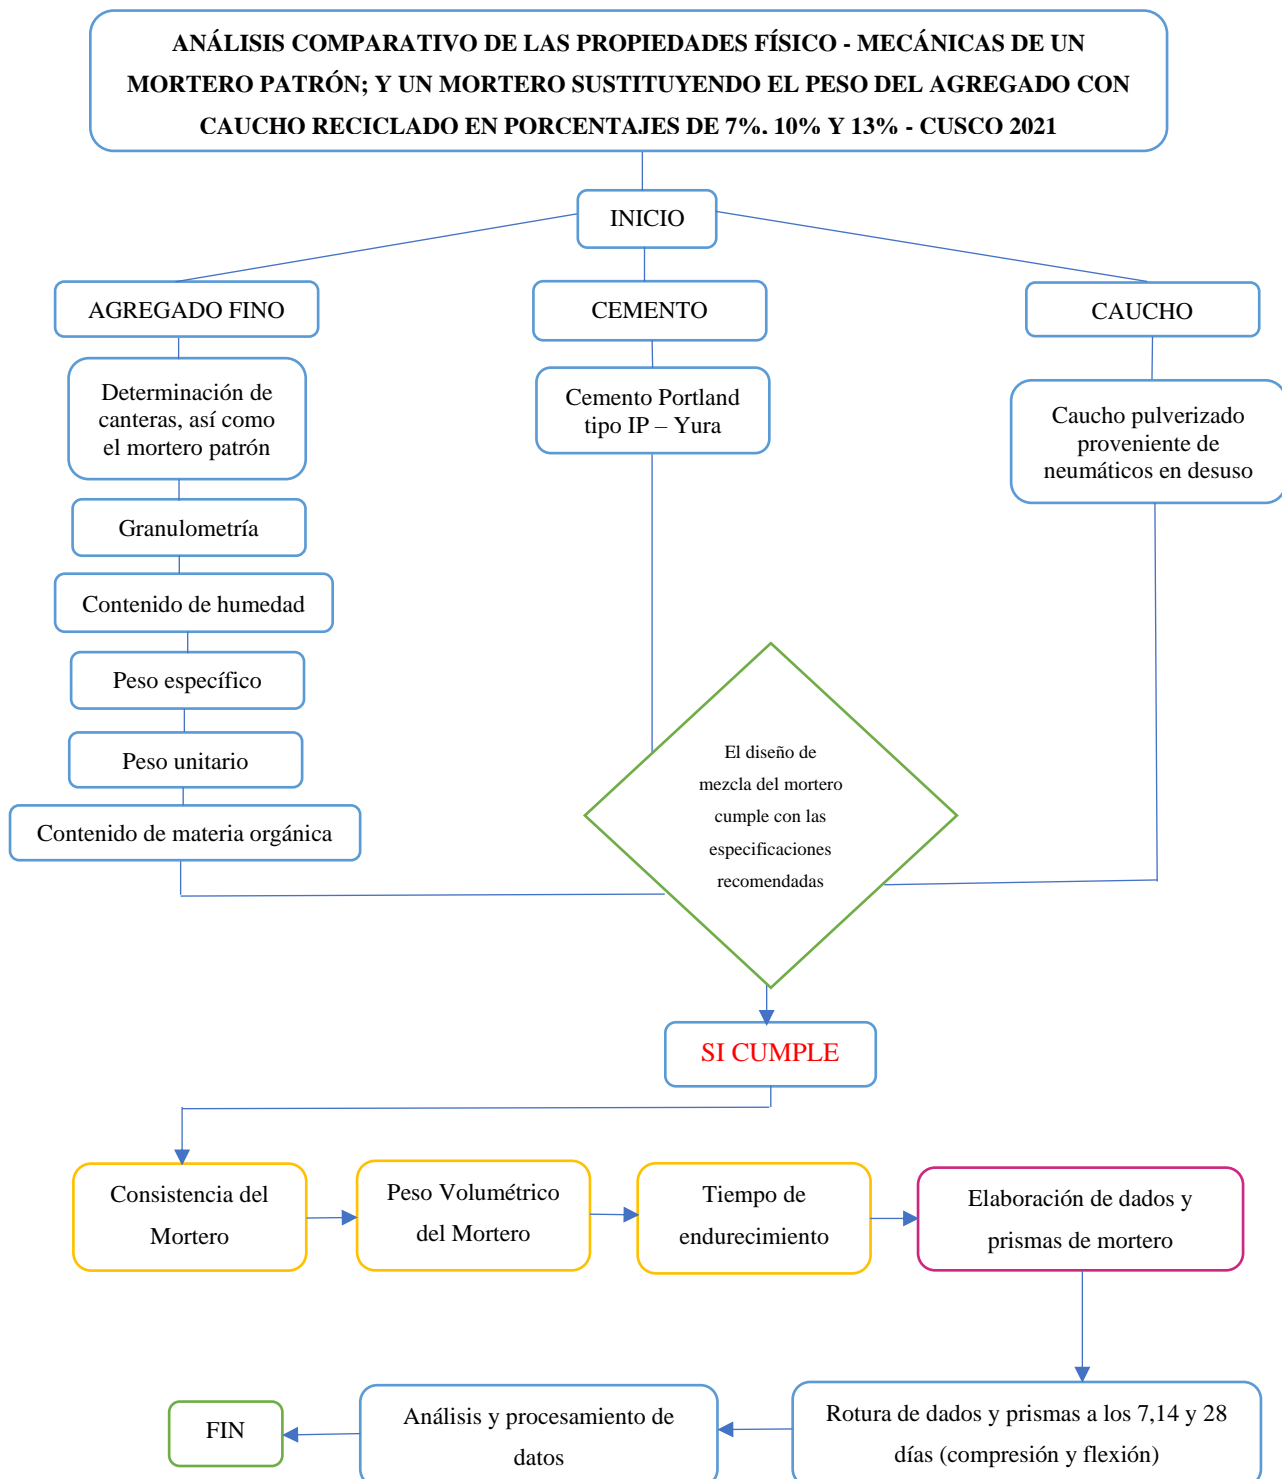 ANÁLISIS COMPARATIVO DE LAS PROPIEDADES FÍSICO - MECÁNICAS DE UN
MORTERO PATRÓN; Y UN MORTERO SUSTITUYENDO EL PESO DEL AGREGADO CON
CAUCHO RECICLADO EN PORCENTAJES DE 7%, 10% Y 13% - CUSCO 2021
INICIO
AGREGADO FINO
CEMENTO
CAUCHO
Determinación de
canteras, así como
el mortero patrón
Cemento Portland
tipo IP – Yura
Caucho pulverizado
proveniente de
neumáticos en desuso
Granulometría
Contenido de humedad
Peso específico
Peso unitario
Contenido de materia orgánica
El diseño de
mezcla del mortero
cumple con las
especificaciones
recomendadas
SI CUMPLE
Consistencia del
Mortero
Peso Volumétrico
del Mortero
Tiempo de
endurecimiento
Elaboración de dados y
prismas de mortero
Rotura de dados y prismas a los 7,14 y 28
días (compresión y flexión)
Análisis y procesamiento de
datos
FIN